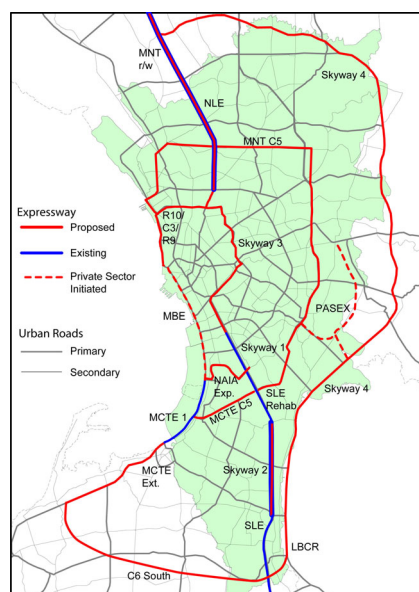 MNT
r/w
Skyway 4
NLE
MNT C5
Expressway
Proposed
Existing
Private Sector
Initiated
R10/
C3/
R9
Skyway 3
PASEX
MBE
Urban Roads
Primary
Secondary
Skyway 1
NAIA
Exp.
SLE
Rehab
Skyway 4
MCTE C5
MCTE 1
MCTE
Ext.
Skyway 2
SLE
LBCR
C6 South